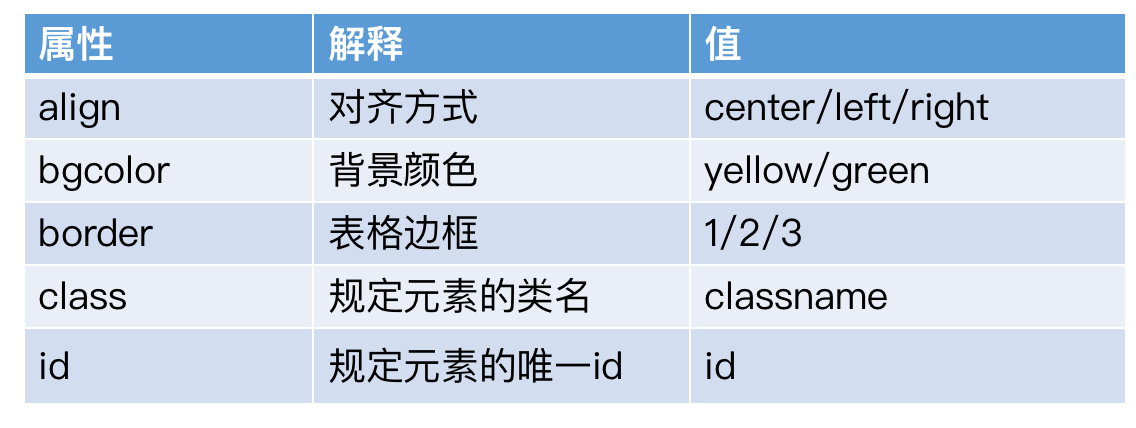 属性 解释 值
align 对齐方式 center/left/right
bgcolor 背景颜色 yellow/green
border 表格边框 1/2/3
class 规定元素的类名 classname
id 规定元素的唯一id id